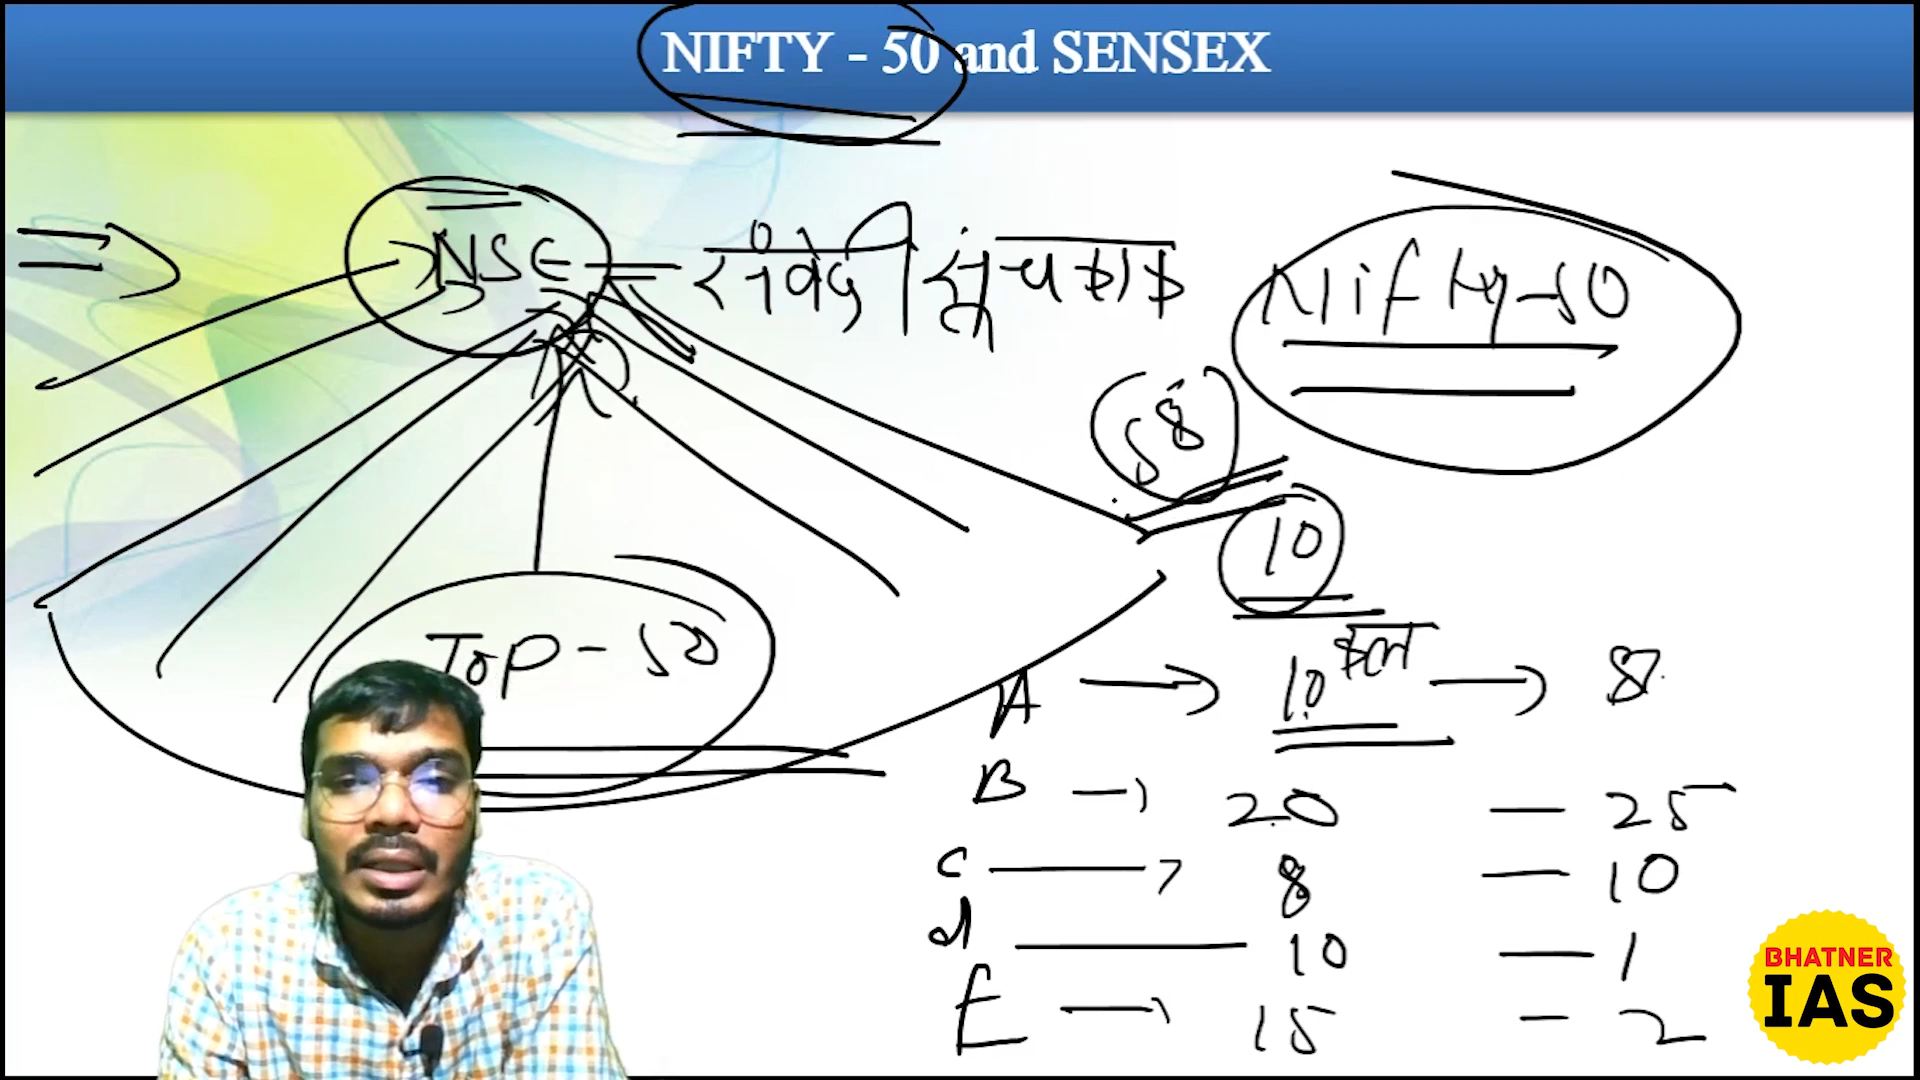 NIFTY - 50 and SENSEX
NSE = संवेदी सूचकांक Nifty-50
58
10
Top-50
A → 10 कल → 8
B → 20 — 25
C → 8 — 10
d — 10 — 1
E → 15 - 2
BHATNER
IAS